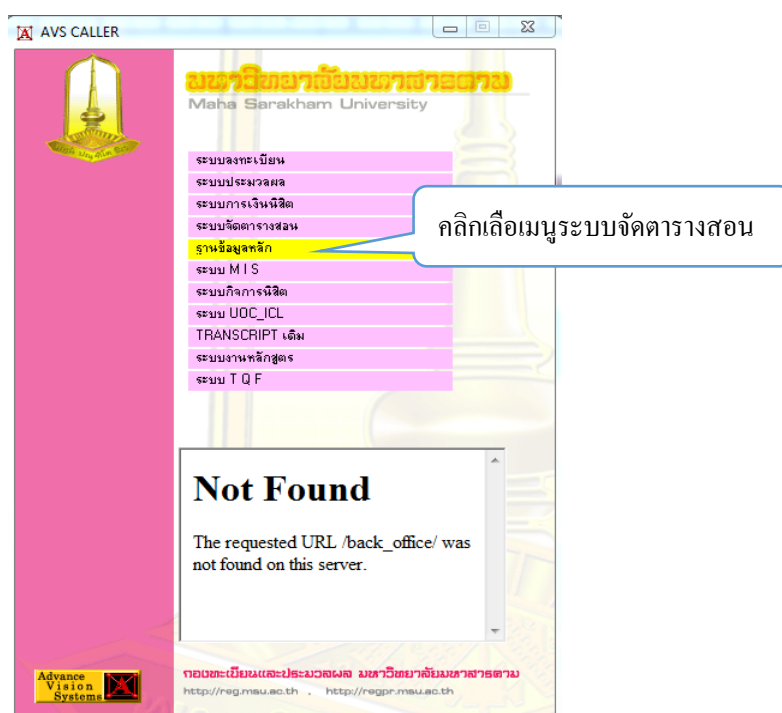 AVS CALLER
มหาวิทยาลัยมหาสารคาม
Maha Sarakham University
ระบบลงทะเบียน
ระบบประมวลผล
ระบบการเงินนิสิต
ระบบจัดตารางสอน
ฐานข้อมูลหลัก
ระบบ M I S
ระบบกิจการนิสิต
ระบบ UOC_ICL
TRANSCRIPT เดิม
ระบบงานหลักสูตร
ระบบ T Q F
คลิกเลือเมนูระบบจัดตารางสอน
Not Found
The requested URL /back_office/ was
not found on this server.
Advance
Vision
Systems
กองทะเบียนและประมวลผล มหาวิทยาลัยมหาสารคาม
http://reg.msu.ac.th , http://regpr.msu.ac.th